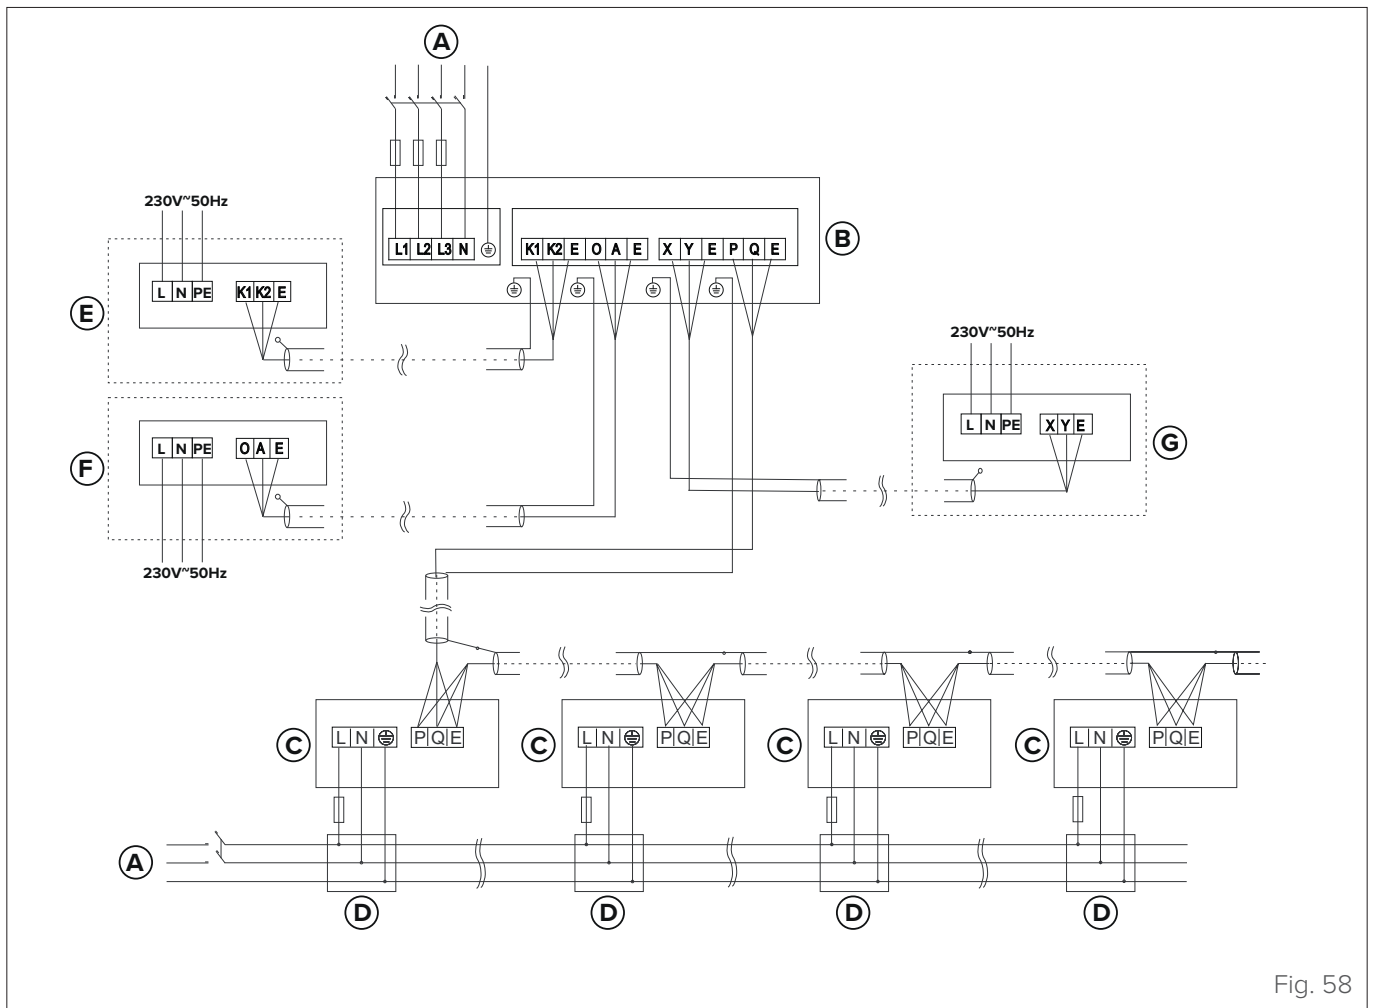 A
230V~50Hz
L1 L2 L3 N
K1 K2 E O A E X Y E P Q E
B
L N PE K1 K2 E
E
230V~50Hz
L N PE X Y E
G
L N PE O A E
F
230V~50Hz
L N P Q E
C
L N P Q E
C
L N P Q E
C
L N P Q E
C
A
D
D
D
D
Fig. 58